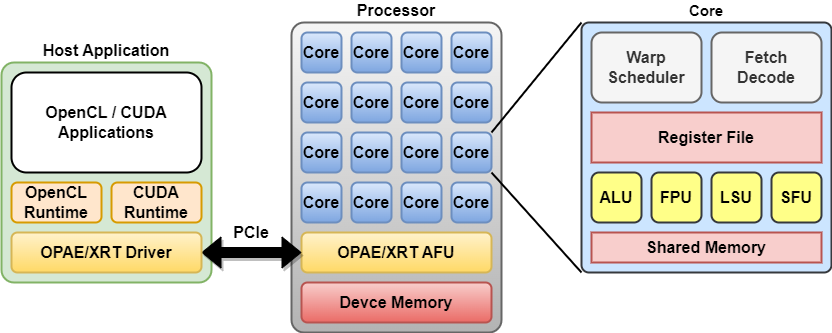 Host Application
OpenCL / CUDA
Applications
OpenCL
Runtime
CUDA
Runtime
OPAE/XRT Driver
PCIe
Processor
Core Core Core Core
Core Core Core Core
Core Core Core Core
Core Core Core Core
OPAE/XRT AFU
Devce Memory
Core
Warp
Scheduler
Fetch
Decode
Register File
ALU FPU LSU SFU
Shared Memory